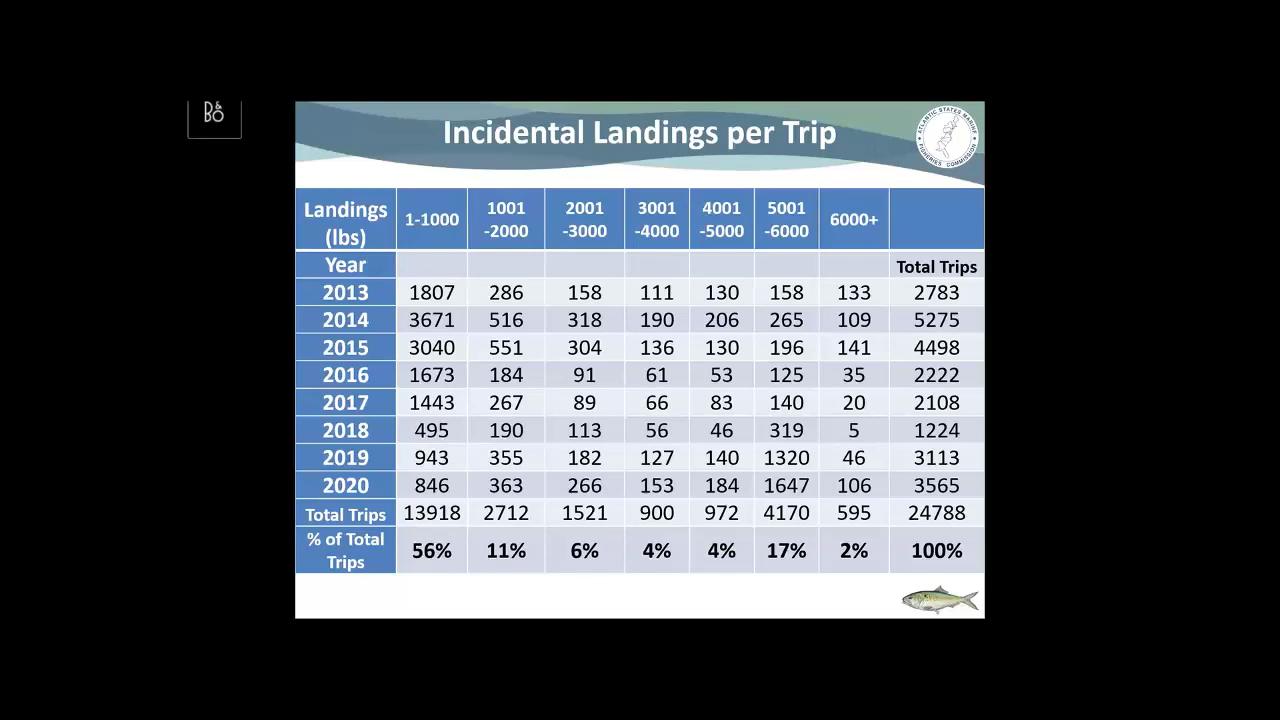 B&O
Incidental Landings per Trip
ATLANTIC STATES MARINE FISHERIES COMMISSION
Landings (lbs) 1-1000 1001 -2000 2001 -3000 3001 -4000 4001 -5000 5001 -6000 6000+
Year Total Trips
2013 1807 286 158 111 130 158 133 2783
2014 3671 516 318 190 206 265 109 5275
2015 3040 551 304 136 130 196 141 4498
2016 1673 184 91 61 53 125 35 2222
2017 1443 267 89 66 83 140 20 2108
2018 495 190 113 56 46 319 5 1224
2019 943 355 182 127 140 1320 46 3113
2020 846 363 266 153 184 1647 106 3565
Total Trips 13918 2712 1521 900 972 4170 595 24788
% of Total Trips 56% 11% 6% 4% 4% 17% 2% 100%